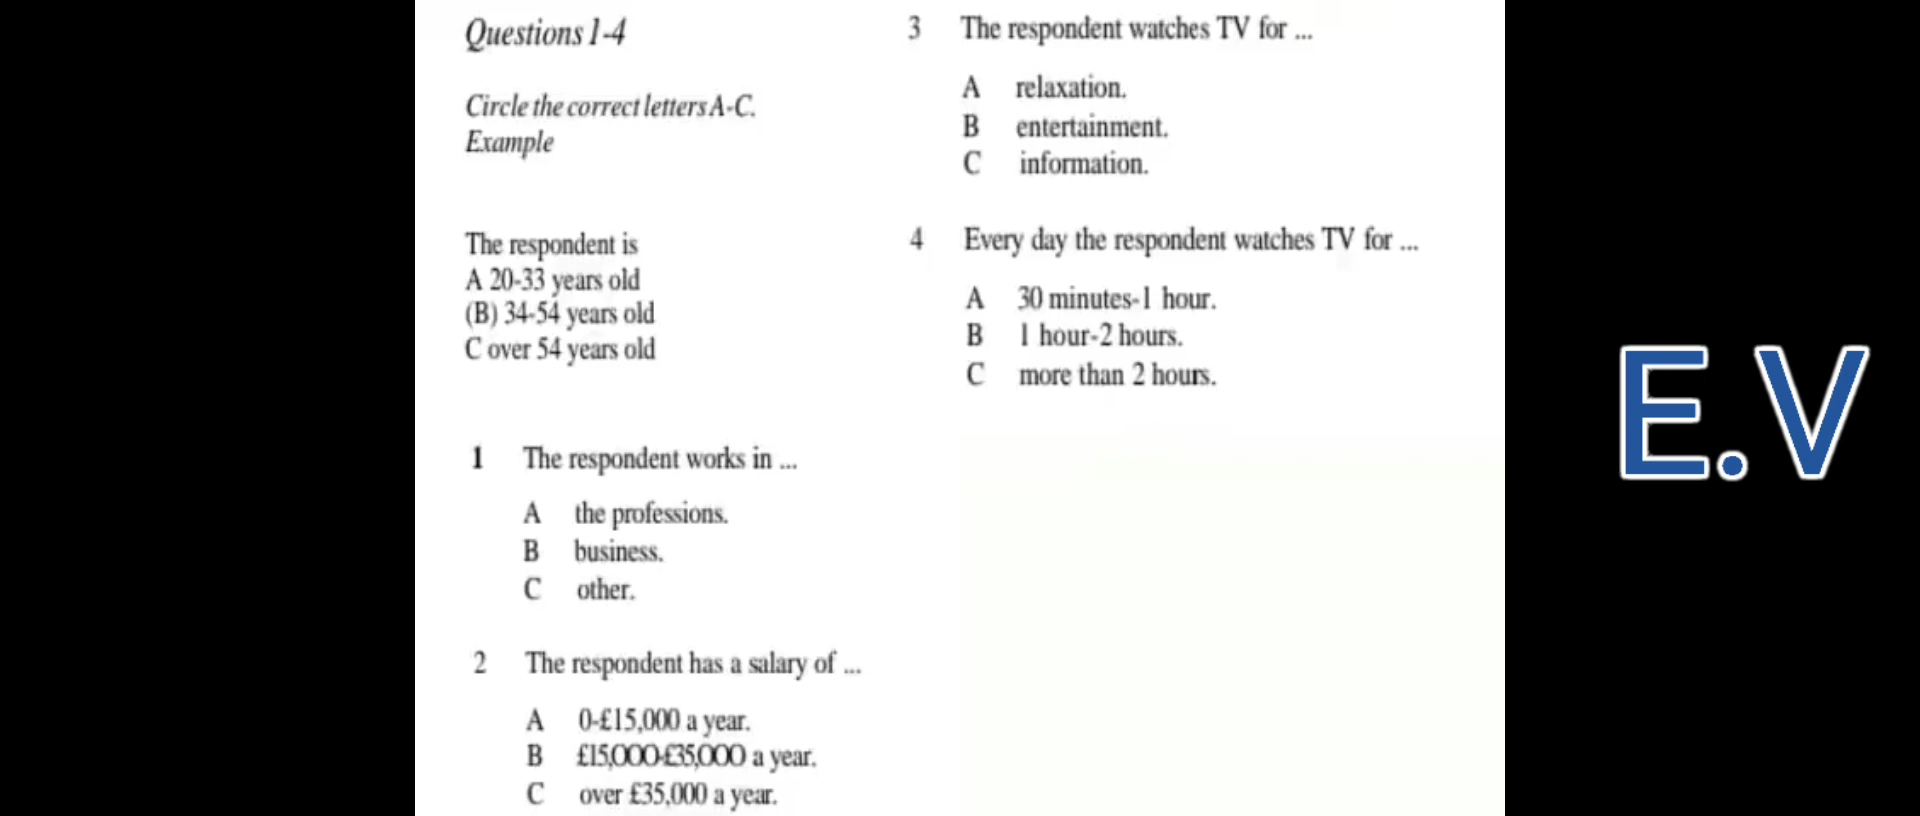 Questions 1-4
Circle the correct letters A-C.
Example
The respondent is
A 20-33 years old
(B) 34-54 years old
C over 54 years old
1 The respondent works in ...
A the professions.
B business.
C other.
2 The respondent has a salary of ...
A 0-£15,000 a year.
B £15,000-£35,000 a year.
C over £35,000 a year.
3 The respondent watches TV for ...
A relaxation.
B entertainment.
C information.
4 Every day the respondent watches TV for ...
A 30 minutes-1 hour.
B 1 hour-2 hours.
C more than 2 hours.
E.V